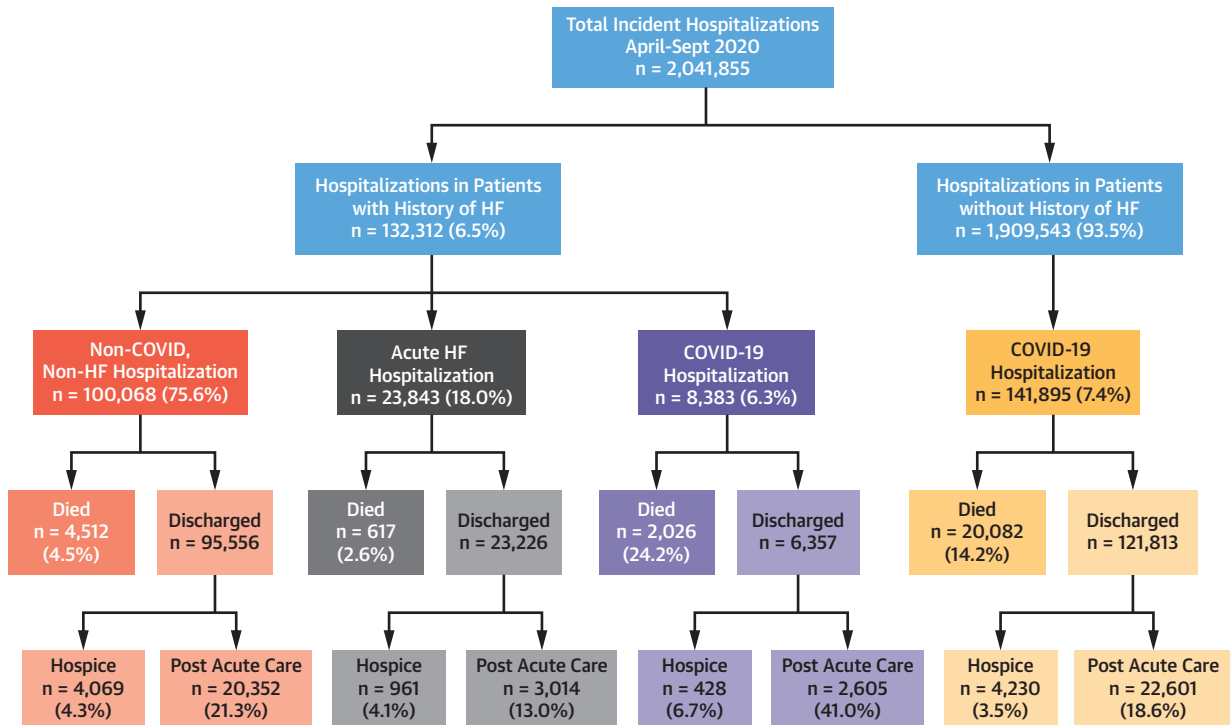 Total Incident Hospitalizations
April-Sept 2020
n = 2,041,855
Hospitalizations in Patients
with History of HF
n = 132,312 (6.5%)
Hospitalizations in Patients
without History of HF
n = 1,909,543 (93.5%)
Non-COVID,
Non-HF Hospitalization
n = 100,068 (75.6%)
Acute HF
Hospitalization
n = 23,843 (18.0%)
COVID-19
Hospitalization
n = 8,383 (6.3%)
COVID-19
Hospitalization
n = 141,895 (7.4%)
Died
n = 4,512
(4.5%)
Discharged
n = 95,556
Died
n = 617
(2.6%)
Discharged
n = 23,226
Died
n = 2,026
(24.2%)
Discharged
n = 6,357
Died
n = 20,082
(14.2%)
Discharged
n = 121,813
Hospice
n = 4,069
(4.3%)
Post Acute Care
n = 20,352
(21.3%)
Hospice
n = 961
(4.1%)
Post Acute Care
n = 3,014
(13.0%)
Hospice
n = 428
(6.7%)
Post Acute Care
n = 2,605
(41.0%)
Hospice
n = 4,230
(3.5%)
Post Acute Care
n = 22,601
(18.6%)